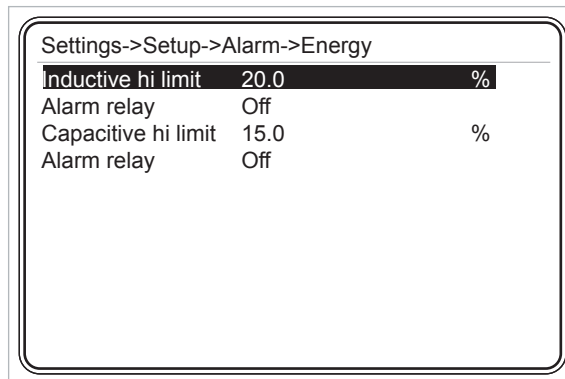 Settings->Setup->Alarm->Energy
Inductive hi limit 20.0 %
Alarm relay Off
Capacitive hi limit 15.0 %
Alarm relay Off